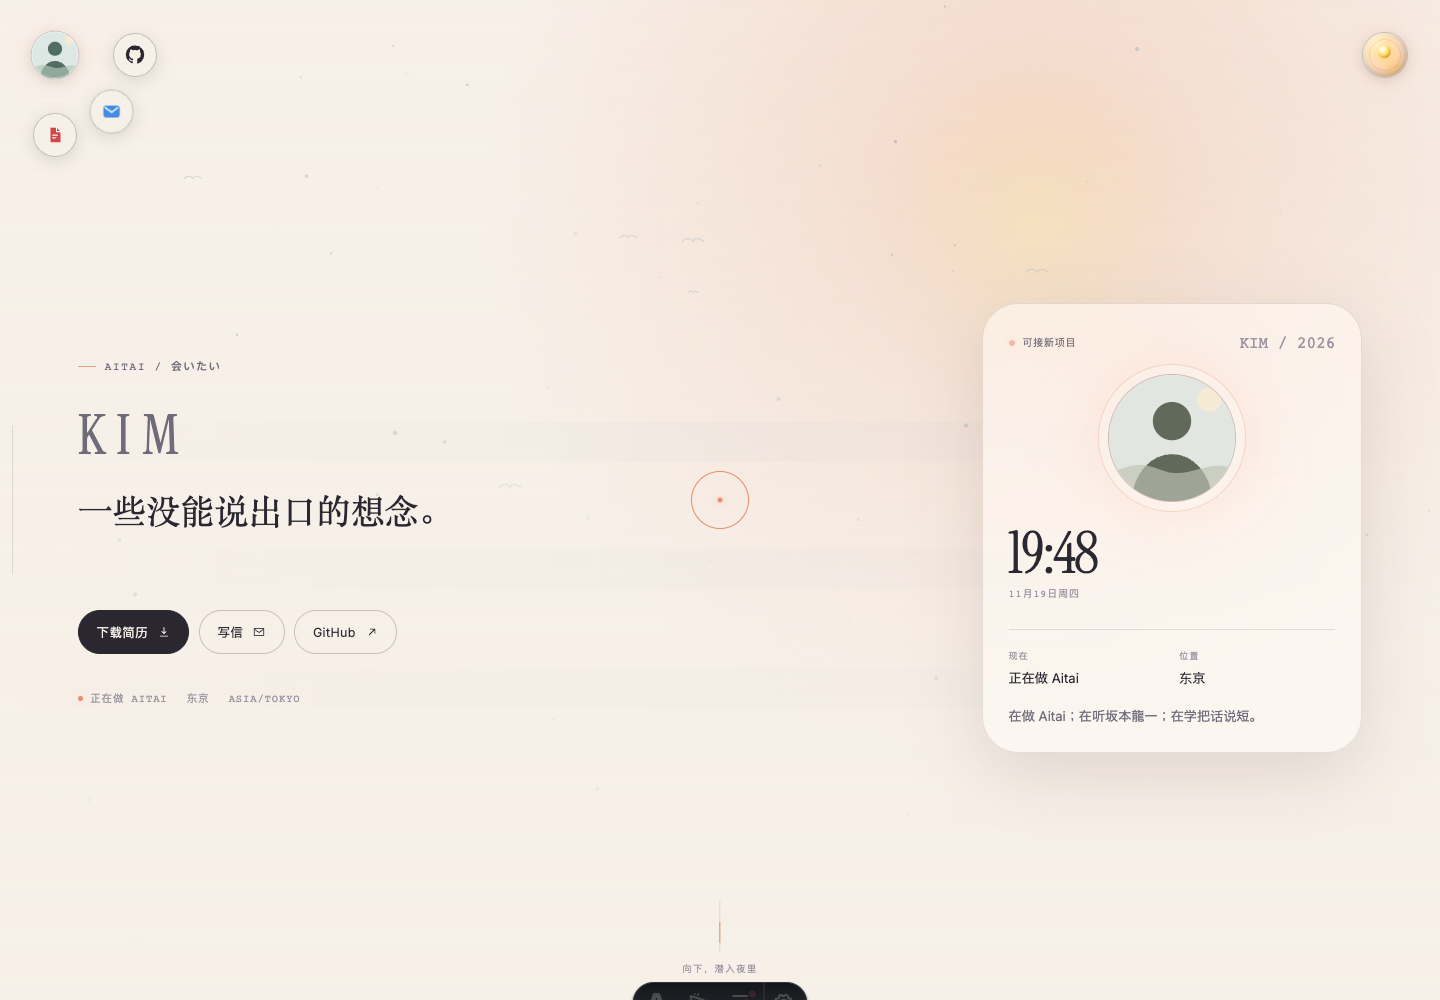 AITAI / 会いたい
KIM
一些没能说出口的想念。
下载简历
写信
GitHub
正在做 AITAI 东京 ASIA/TOKYO
可接新项目
KIM / 2026
19:48
11月19日周四
现在
正在做 Aitai
位置
东京
在做 Aitai；在听坂本龍一；在学把话说短。
向下，潜入夜里